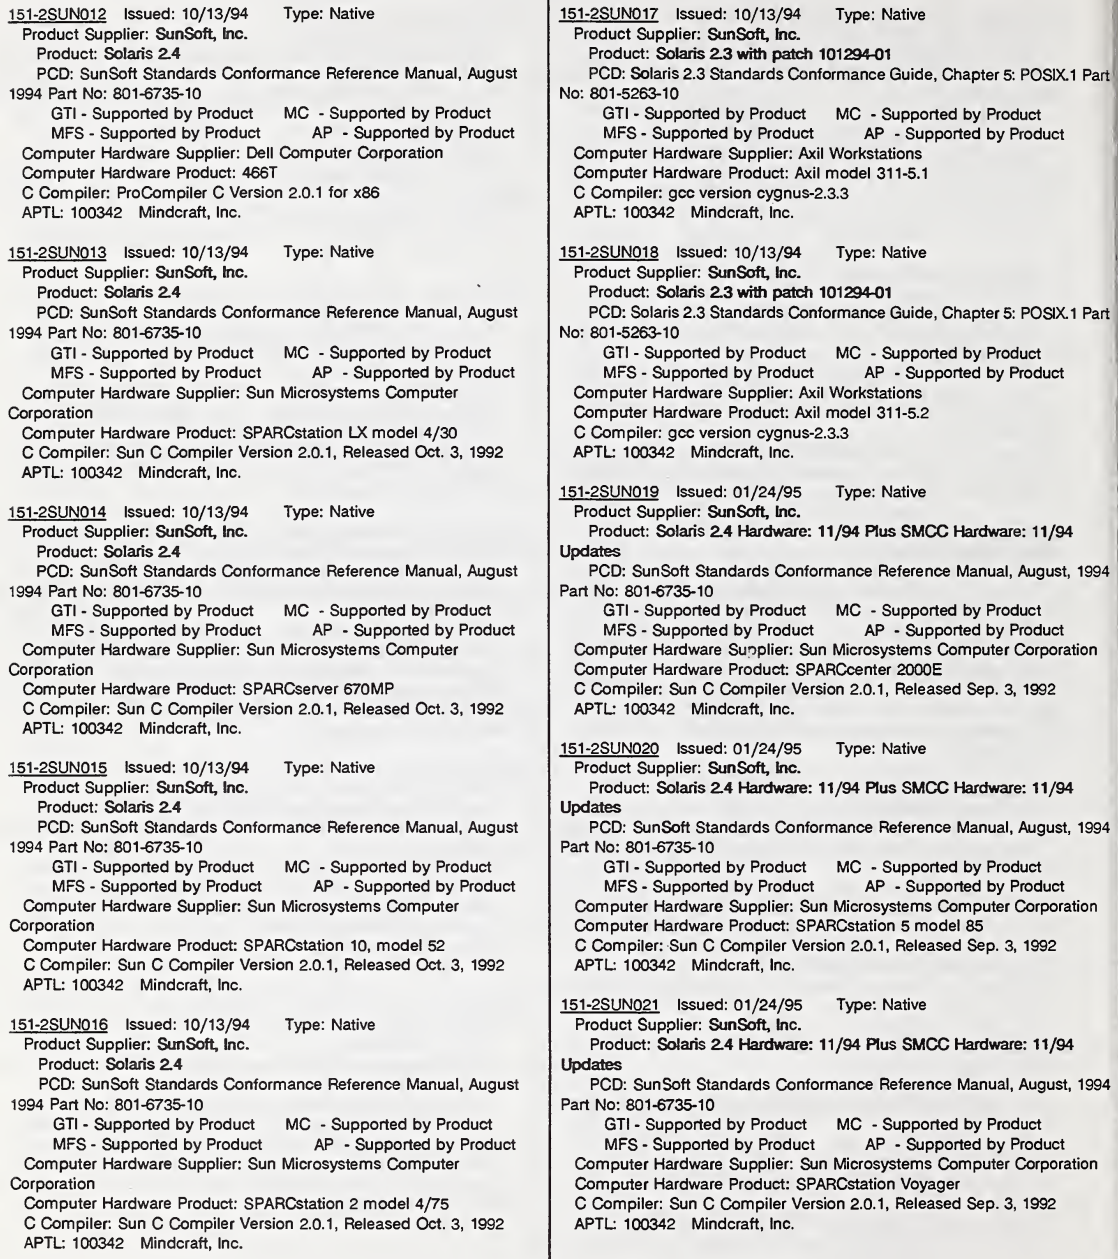 151-2SUN012 Issued: 10/13/94 Type: Native
Product Supplier: SunSoft, Inc.
Product: Solaris 2.4
PCD: SunSoft Standards Conformance Reference Manual, August
1994 Part No: 801-6735-10
GTI - Supported by Product MC - Supported by Product
MFS - Supported by Product AP - Supported by Product
Computer Hardware Supplier: Dell Computer Corporation
Computer Hardware Product: 466T
C Compiler: ProCompiler C Version 2.0.1 for x86
APTL: 100342 Mindcraft, Inc.
151-2SUN013 Issued: 10/13/94 Type: Native
Product Supplier: SunSoft, Inc.
Product: Solaris 2.4
PCD: SunSoft Standards Conformance Reference Manual, August
1994 Part No: 801-6735-10
GTI - Supported by Product MC - Supported by Product
MFS - Supported by Product AP - Supported by Product
Computer Hardware Supplier: Sun Microsystems Computer
Corporation
Computer Hardware Product: SPARCstation LX model 4/30
C Compiler: Sun C Compiler Version 2.0.1, Released Oct. 3, 1992
APTL: 100342 Mindcraft, Inc.
151-2SUN014 Issued: 10/13/94 Type: Native
Product Supplier: SunSoft, Inc.
Product: Solaris 2.4
PCD: SunSoft Standards Conformance Reference Manual, August
1994 Part No: 801-6735-10
GTI - Supported by Product MC - Supported by Product
MFS - Supported by Product AP - Supported by Product
Computer Hardware Supplier: Sun Microsystems Computer
Corporation
Computer Hardware Product: SPARCserver 670MP
C Compiler: Sun C Compiler Version 2.0.1, Released Oct. 3, 1992
APTL: 100342 Mindcraft, Inc.
151-2SUN015 Issued: 10/13/94 Type: Native
Product Supplier: SunSoft, Inc.
Product: Solaris 2.4
PCD: SunSoft Standards Conformance Reference Manual, August
1994 Part No: 801-6735-10
GTI - Supported by Product MC - Supported by Product
MFS - Supported by Product AP - Supported by Product
Computer Hardware Supplier: Sun Microsystems Computer
Corporation
Computer Hardware Product: SPARCstation 10, model 52
C Compiler: Sun C Compiler Version 2.0.1, Released Oct. 3, 1992
APTL: 100342 Mindcraft, Inc.
151-2SUN016 Issued: 10/13/94 Type: Native
Product Supplier: SunSoft, Inc.
Product: Solaris 2.4
PCD: SunSoft Standards Conformance Reference Manual, August
1994 Part No: 801-6735-10
GTI - Supported by Product MC - Supported by Product
MFS - Supported by Product AP - Supported by Product
Computer Hardware Supplier: Sun Microsystems Computer
Corporation
Computer Hardware Product: SPARCstation 2 model 4/75
C Compiler: Sun C Compiler Version 2.0.1, Released Oct. 3, 1992
APTL: 100342 Mindcraft, Inc.
151-2SUN017 Issued: 10/13/94 Type: Native
Product Supplier: SunSoft, Inc.
Product: Solaris 2.3 with patch 101294-01
PCD: Solaris 2.3 Standards Conformance Guide, Chapter 5: POSIX.1 Part
No: 801-5263-10
GTI - Supported by Product MC - Supported by Product
MFS - Supported by Product AP - Supported by Product
Computer Hardware Supplier: Axil Workstations
Computer Hardware Product: Axil model 311-5.1
C Compiler: gcc version cygnus-2.3.3
APTL: 100342 Mindcraft, Inc.
151-2SUN018 Issued: 10/13/94 Type: Native
Product Supplier: SunSoft, Inc.
Product: Solaris 2.3 with patch 101294-01
PCD: Solaris 2.3 Standards Conformance Guide, Chapter 5: POSIX.1 Part
No: 801-5263-10
GTI - Supported by Product MC - Supported by Product
MFS - Supported by Product AP - Supported by Product
Computer Hardware Supplier: Axil Workstations
Computer Hardware Product: Axil model 311-5.2
C Compiler: gcc version cygnus-2.3.3
APTL: 100342 Mindcraft, Inc.
151-2SUN019 Issued: 01/24/95 Type: Native
Product Supplier: SunSoft, Inc.
Product: Solaris 2.4 Hardware: 11/94 Plus SMCC Hardware: 11/94
Updates
PCD: SunSoft Standards Conformance Reference Manual, August, 1994
Part No: 801-6735-10
GTI - Supported by Product MC - Supported by Product
MFS - Supported by Product AP - Supported by Product
Computer Hardware Supplier: Sun Microsystems Computer Corporation
Computer Hardware Product: SPARCcenter 2000E
C Compiler: Sun C Compiler Version 2.0.1, Released Sep. 3, 1992
APTL: 100342 Mindcraft, Inc.
151-2SUN020 Issued: 01/24/95 Type: Native
Product Supplier: SunSoft, Inc.
Product: Solaris 2.4 Hardware: 11/94 Plus SMCC Hardware: 11/94
Updates
PCD: SunSoft Standards Conformance Reference Manual, August, 1994
Part No: 801-6735-10
GTI - Supported by Product MC - Supported by Product
MFS - Supported by Product AP - Supported by Product
Computer Hardware Supplier: Sun Microsystems Computer Corporation
Computer Hardware Product: SPARCstation 5 model 85
C Compiler: Sun C Compiler Version 2.0.1, Released Sep. 3, 1992
APTL: 100342 Mindcraft, Inc.
151-2SUN021 Issued: 01/24/95 Type: Native
Product Supplier: SunSoft, Inc.
Product: Solaris 2.4 Hardware: 11/94 Plus SMCC Hardware: 11/94
Updates
PCD: SunSoft Standards Conformance Reference Manual, August, 1994
Part No: 801-6735-10
GTI - Supported by Product MC - Supported by Product
MFS - Supported by Product AP - Supported by Product
Computer Hardware Supplier: Sun Microsystems Computer Corporation
Computer Hardware Product: SPARCstation Voyager
C Compiler: Sun C Compiler Version 2.0.1, Released Sep. 3, 1992
APTL: 100342 Mindcraft, Inc.